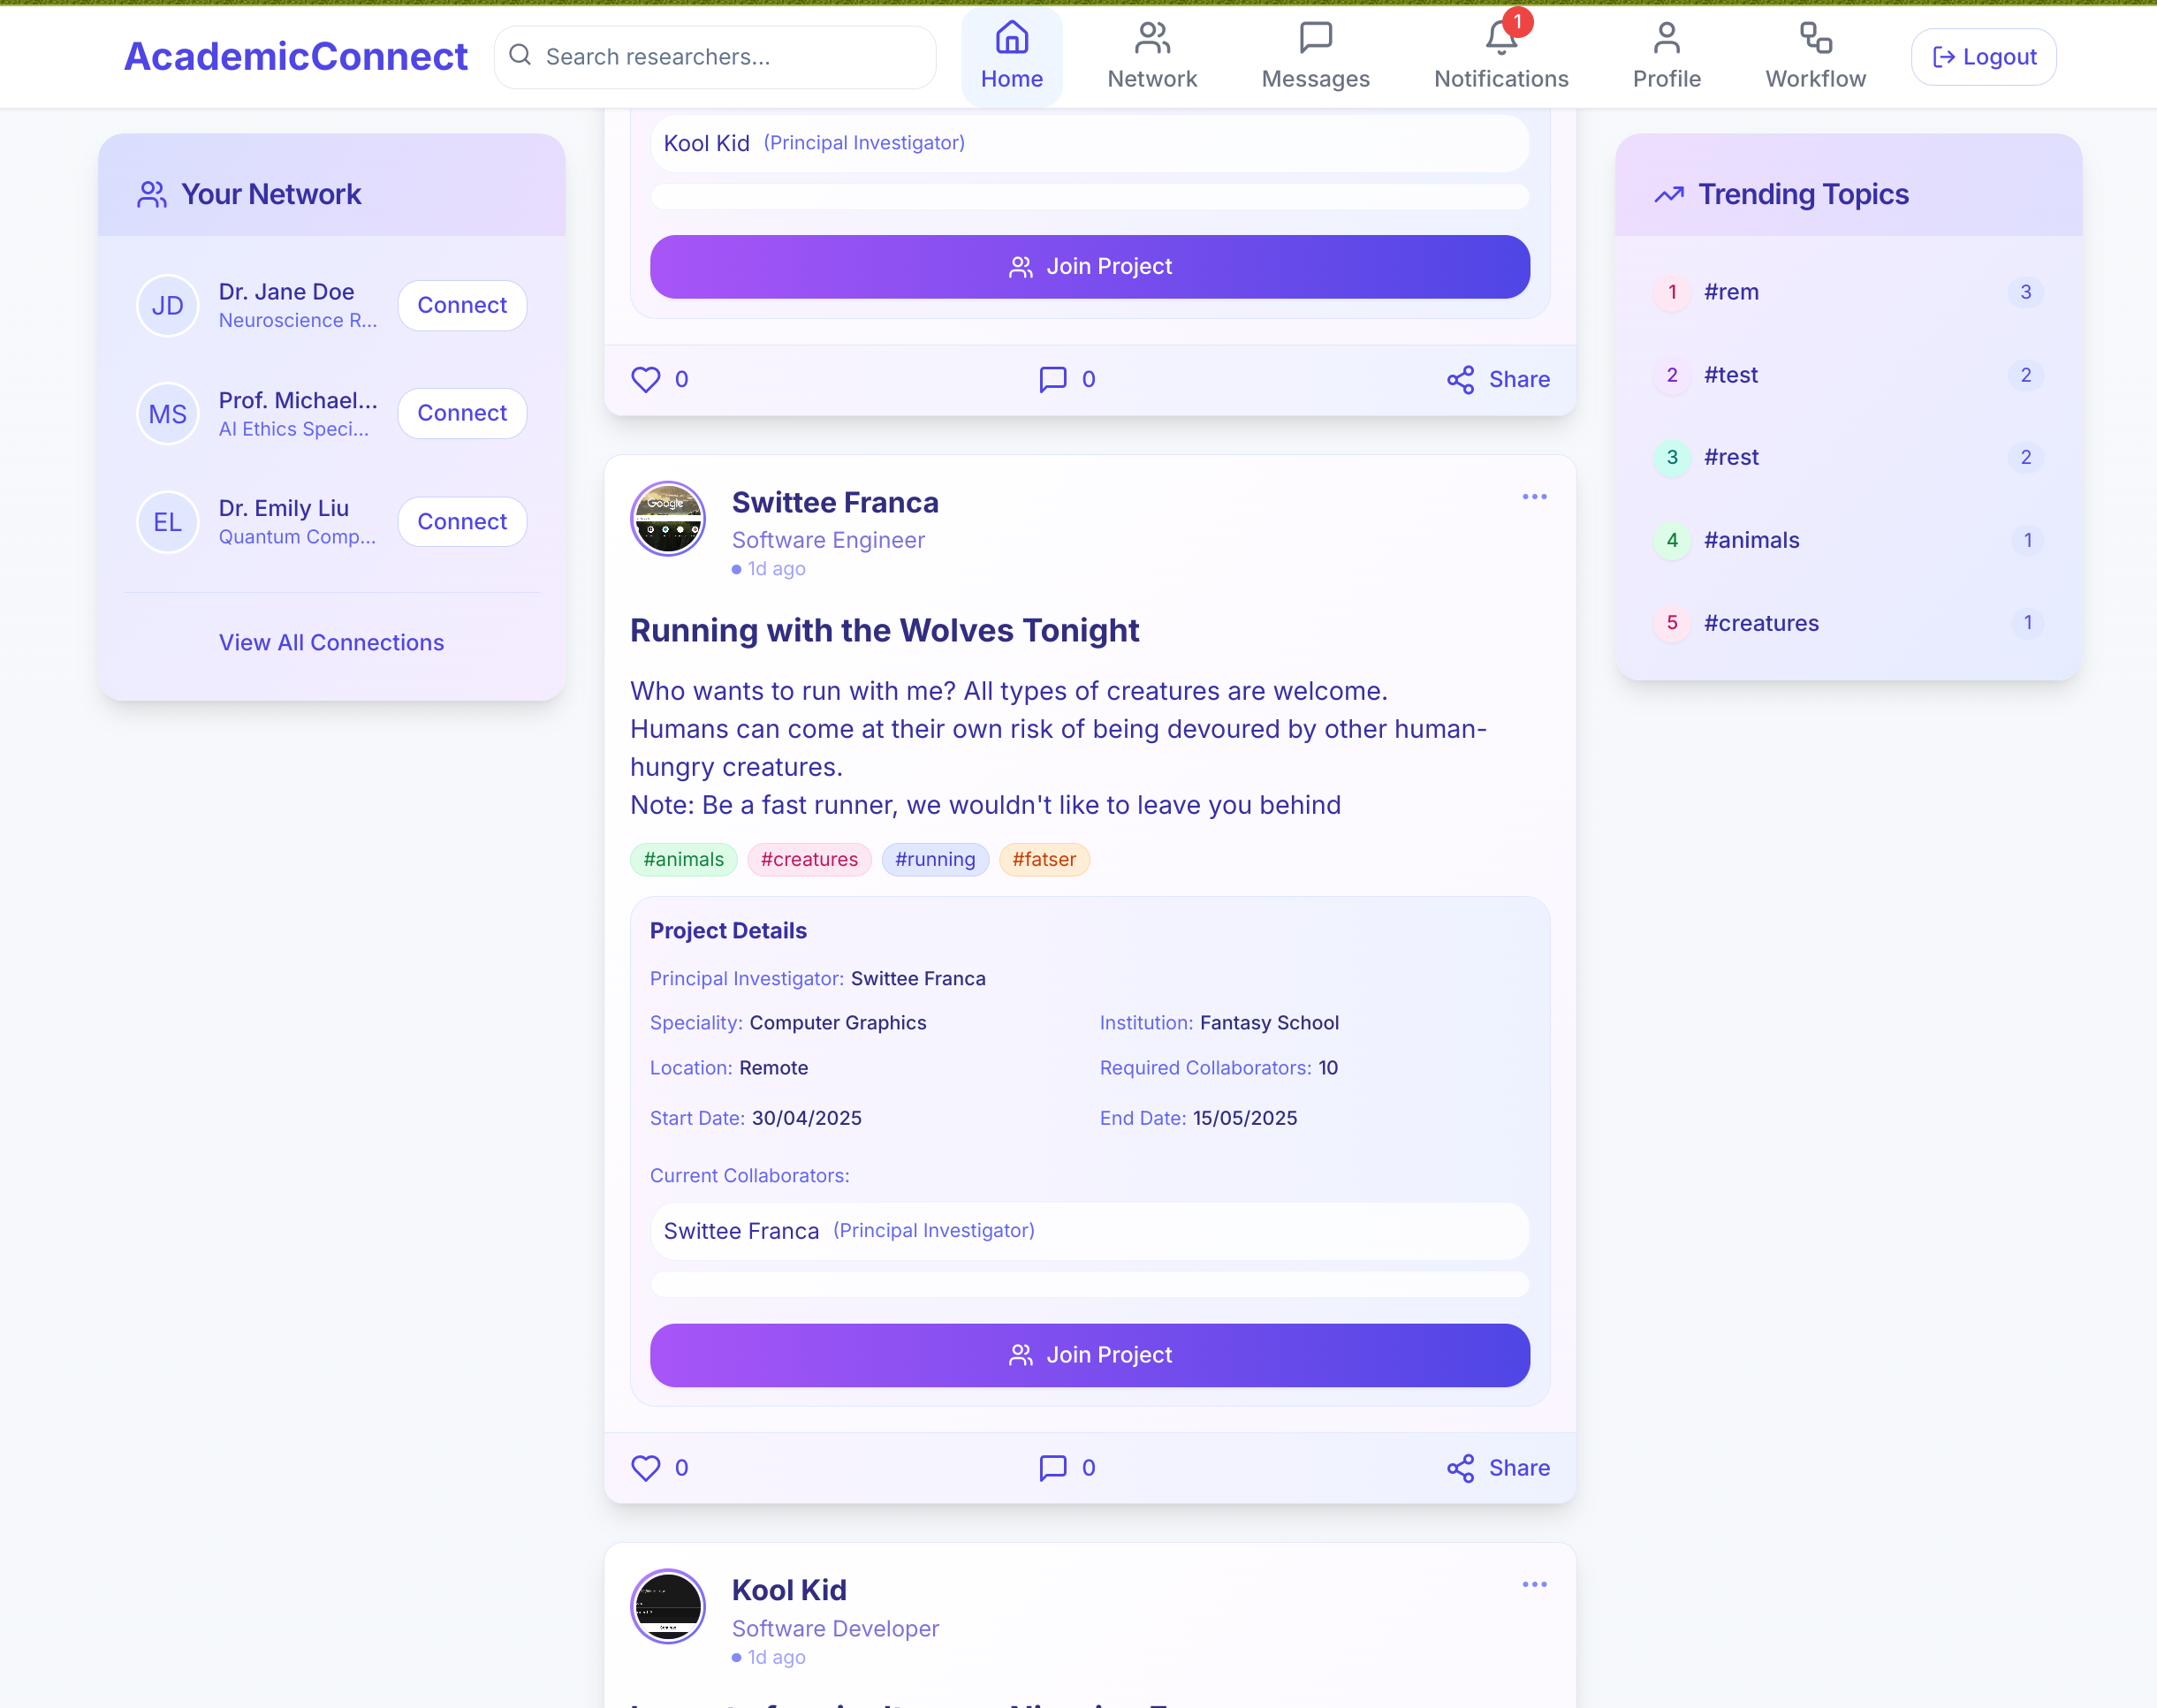 AcademicConnect
Search researchers...
Home
Network
Messages
1
Notifications
Profile
Workflow
Logout
Your Network
JD
Dr. Jane Doe
Neuroscience R...
Connect
MS
Prof. Michael...
AI Ethics Speci...
Connect
EL
Dr. Emily Liu
Quantum Comp...
Connect
View All Connections
Kool Kid (Principal Investigator)
Join Project
0
0
Share
Google
Swittee Franca
Software Engineer
1d ago
Running with the Wolves Tonight
Who wants to run with me? All types of creatures are welcome.
Humans can come at their own risk of being devoured by other human-
hungry creatures.
Note: Be a fast runner, we wouldn't like to leave you behind
#animals #creatures #running #fatser
Project Details
Principal Investigator: Swittee Franca
Speciality: Computer Graphics
Institution: Fantasy School
Location: Remote
Required Collaborators: 10
Start Date: 30/04/2025
End Date: 15/05/2025
Current Collaborators:
Swittee Franca (Principal Investigator)
Join Project
0
0
Share
Kool Kid
Software Developer
1d ago
Trending Topics
1 #rem 3
2 #test 2
3 #rest 2
4 #animals 1
5 #creatures 1